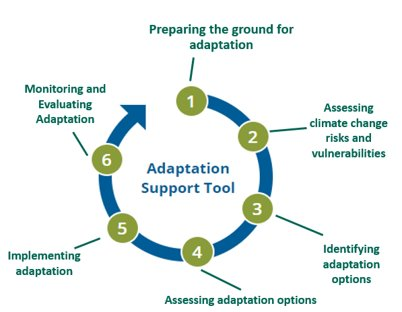 Preparing the ground for
adaptation
1
Assessing
climate change
risks and
vulnerabilities
2
Identifying
adaptation
options
3
Assessing adaptation options
4
Implementing
adaptation
5
Monitoring and
Evaluating
Adaptation
6
Adaptation
Support Tool